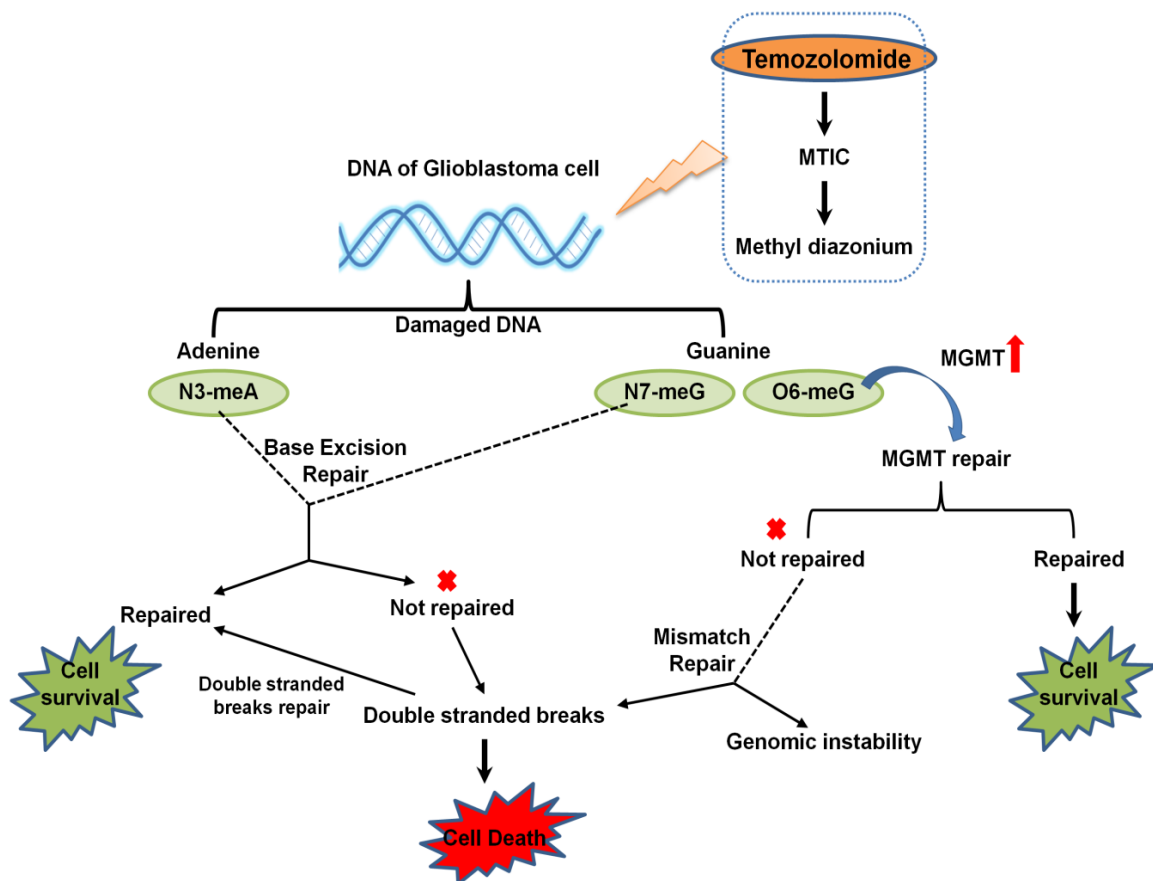 Temozolomide
MTIC
Methyl diazonium
DNA of Glioblastoma cell
Damaged DNA
Adenine
Guanine
MGMT
N3-meA
N7-meG
O6-meG
Base Excision
Repair
MGMT repair
Not repaired
Repaired
Not repaired
Repaired
Mismatch
Repair
Cell
survival
Cell
survival
Double stranded
breaks repair
Double stranded breaks
Genomic instability
Cell Death